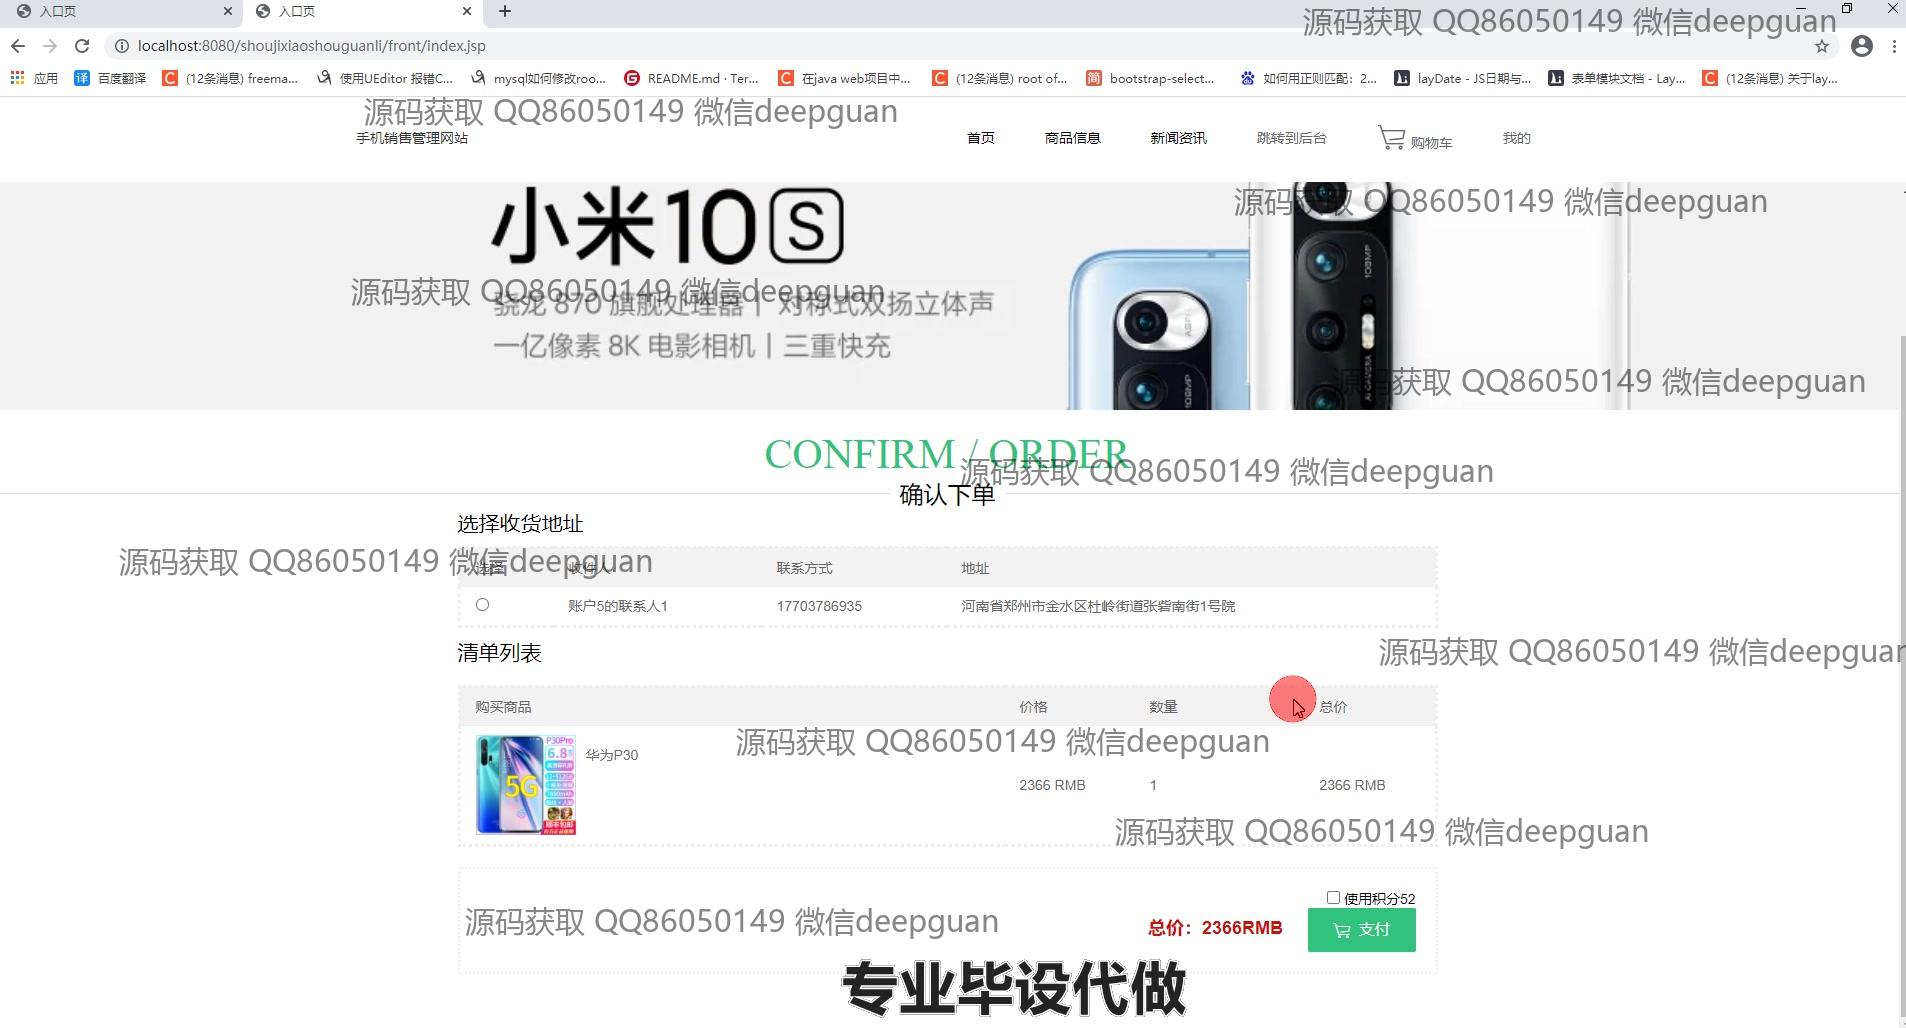 入口页
入口页
源码获取 QQ86050149 微信deepguan
localhost:8080/shoujixiaoshouguanli/front/index.jsp
应用 百度翻译 (12条消息) freema... 使用UEditor 报错C... mysql如何修改roo... README.md · Ter... 在java web项目中... (12条消息) root of... bootstrap-select... 如何用正则匹配：2... layDate - JS日期与... 表单模块文档 - Lay... (12条消息) 关于lay...
源码获取 QQ86050149 微信deepguan
手机销售管理网站 首页 商品信息 新闻资讯 跳转到后台 购物车 我的
小米10S
源码获取 QQ86050149 微信deepguan
源码获取 QQ86050149 微信deepguan
骁龙 870 旗舰处理器丨对称式双扬立体声
一亿像素 8K 电影相机丨三重快充
108MP
108MP
AI CAMERA
源码获取 QQ86050149 微信deepguan
CONFIRM / ORDER
源码获取 QQ86050149 微信deepguan
确认下单
选择收货地址
源码获取 QQ86050149 微信deepguan
选择 收件人 联系方式 地址
账户5的联系人1 17703786935 河南省郑州市金水区杜岭街道张砦南街1号院
清单列表
源码获取 QQ86050149 微信deepguan
购买商品 价格 数量 总价
源码获取 QQ86050149 微信deepguan
P30Pro
6.8
5G
华为P30
2366 RMB 1 2366 RMB
源码获取 QQ86050149 微信deepguan
使用积分52
源码获取 QQ86050149 微信deepguan
总价：2366RMB 支付
专业毕设代做